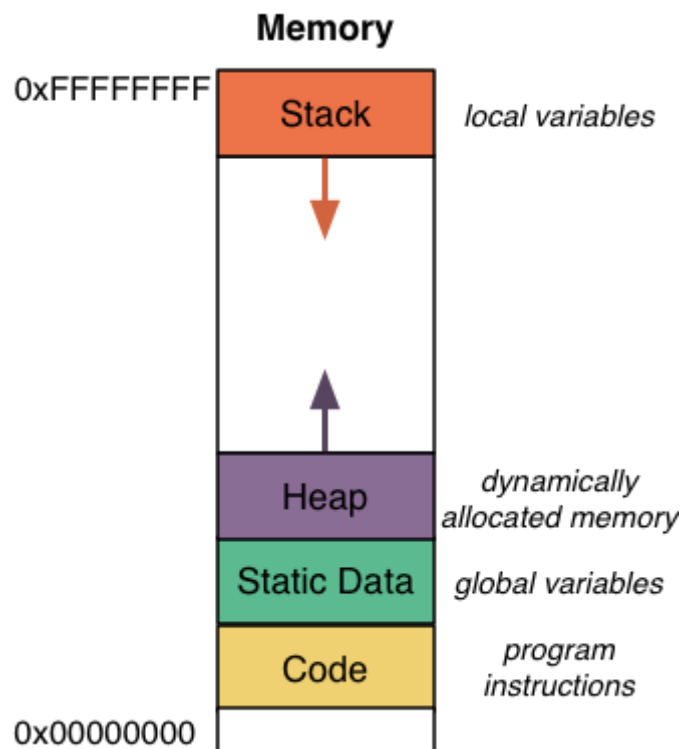 Memory
0xFFFFFFFF
Stack
local variables
Heap
dynamically
allocated memory
Static Data
global variables
Code
program
instructions
0x00000000